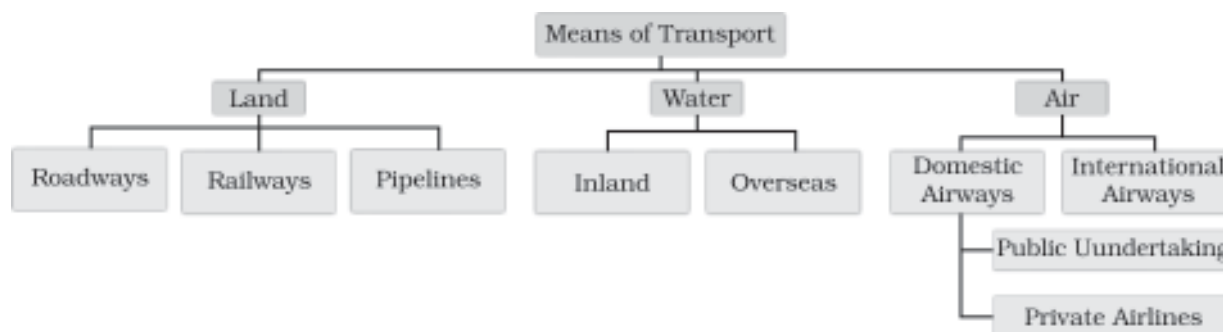 Means of Transport
Land
Water
Air
Roadways
Railways
Pipelines
Inland
Overseas
Domestic
Airways
International
Airways
Public Uundertaking
Private Airlines